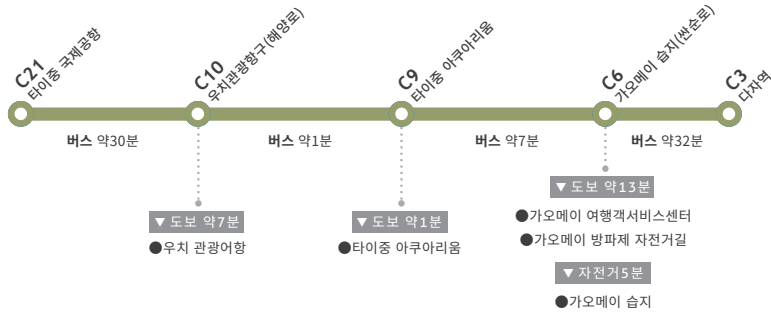 C21
타이중 국제공항
C10
우치관광항구(해양로)
C9
타이중 아쿠아리움
C6
가오메이 습지(싼순로)
C3
다자역
버스 약30분
버스 약1분
버스 약7분
버스 약32분
▼ 도보 약7분
●우치 관광어항
▼ 도보 약1분
●타이중 아쿠아리움
▼ 도보 약13분
●가오메이 여행객서비스센터
●가오메이 방파제 자전거길
▼ 자전거5분
●가오메이 습지